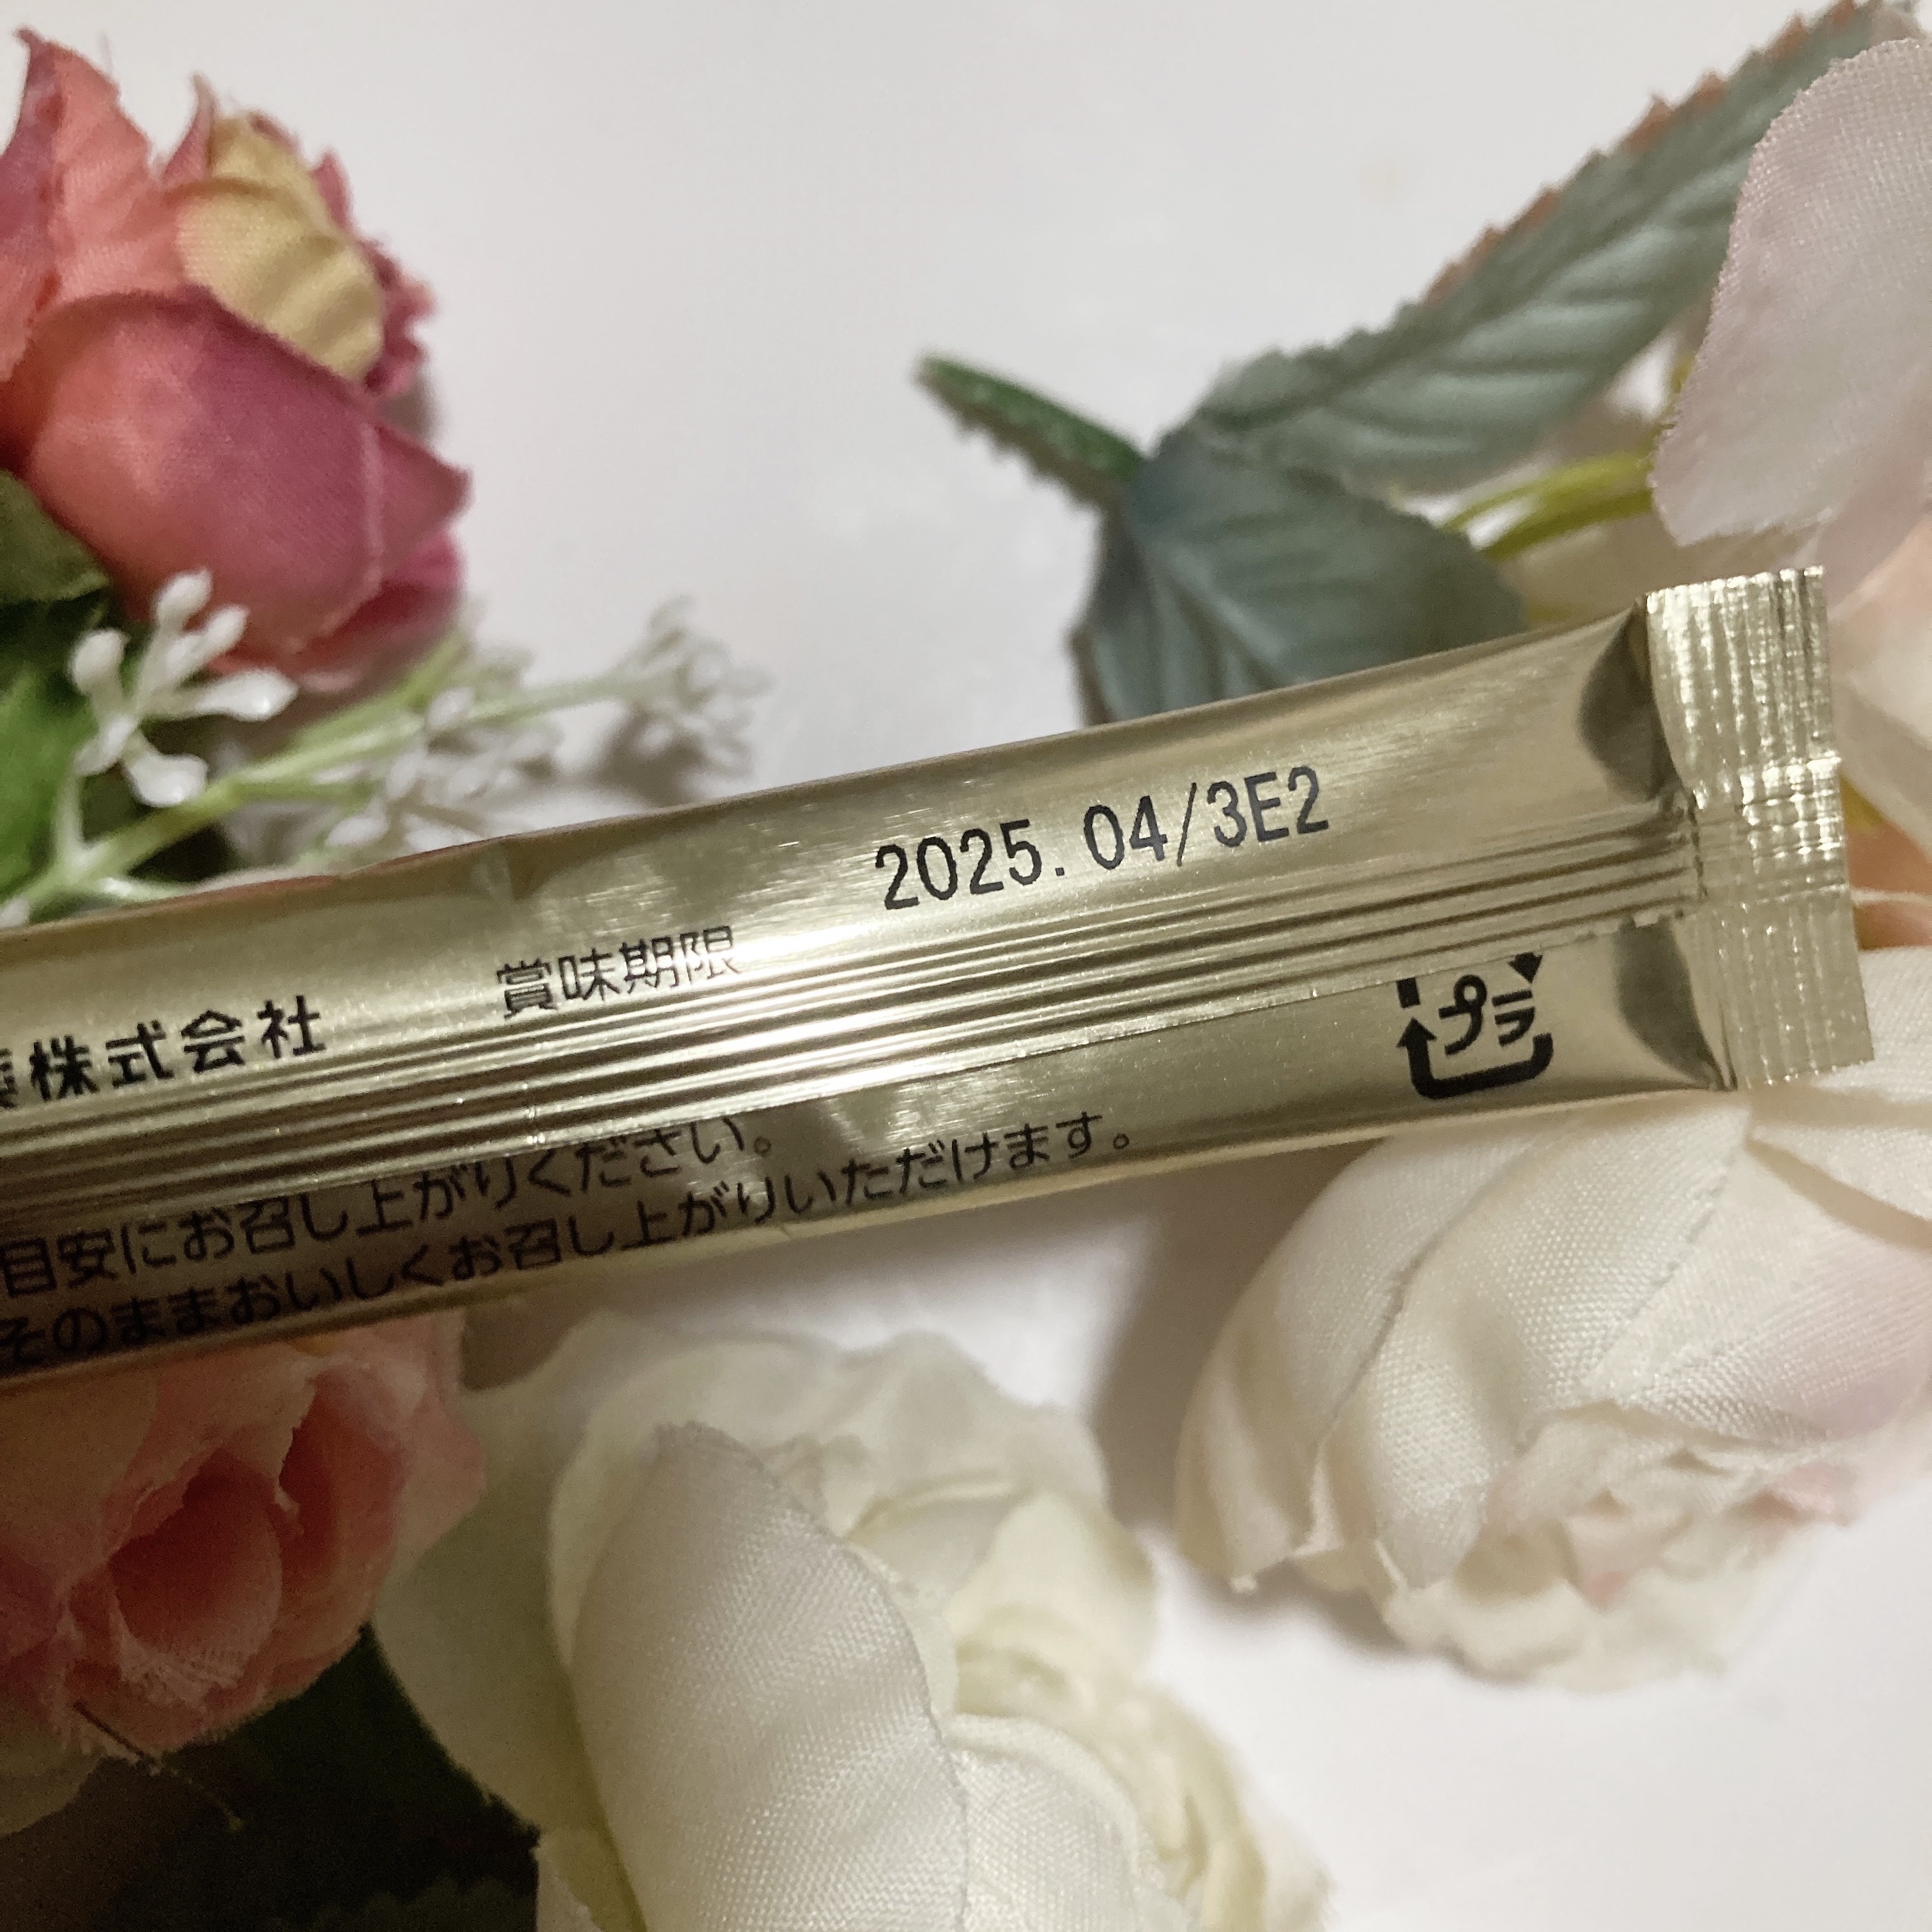 株式会社
賞味期限
2025.04/3E2
プラ
目安にお召し上がりください。
そのままおいしくお召し上がりいただけます。